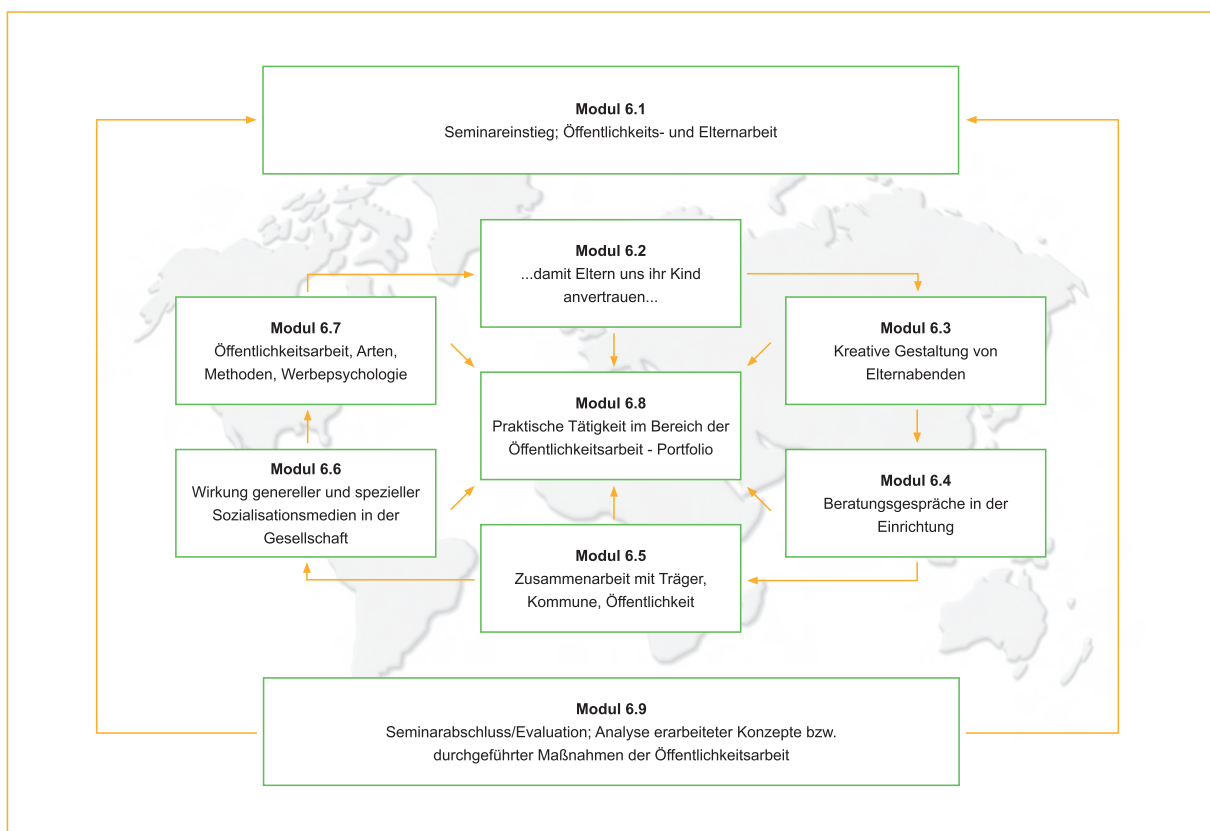 Modul 6.1
Seminareinstieg; Öffentlichkeits- und Elternarbeit
Modul 6.2
...damit Eltern uns ihr Kind
anvertrauen...
Modul 6.7
Öffentlichkeitsarbeit, Arten,
Methoden, Werbepsychologie
Modul 6.3
Kreative Gestaltung von
Elternabenden
Modul 6.8
Praktische Tätigkeit im Bereich der
Öffentlichkeitsarbeit - Portfolio
Modul 6.6
Wirkung genereller und spezieller
Sozialisationsmedien in der
Gesellschaft
Modul 6.4
Beratungsgespräche in der
Einrichtung
Modul 6.5
Zusammenarbeit mit Träger,
Kommune, Öffentlichkeit
Modul 6.9
Seminarabschluss/Evaluation; Analyse erarbeiteter Konzepte bzw.
durchgeführter Maßnahmen der Öffentlichkeitsarbeit